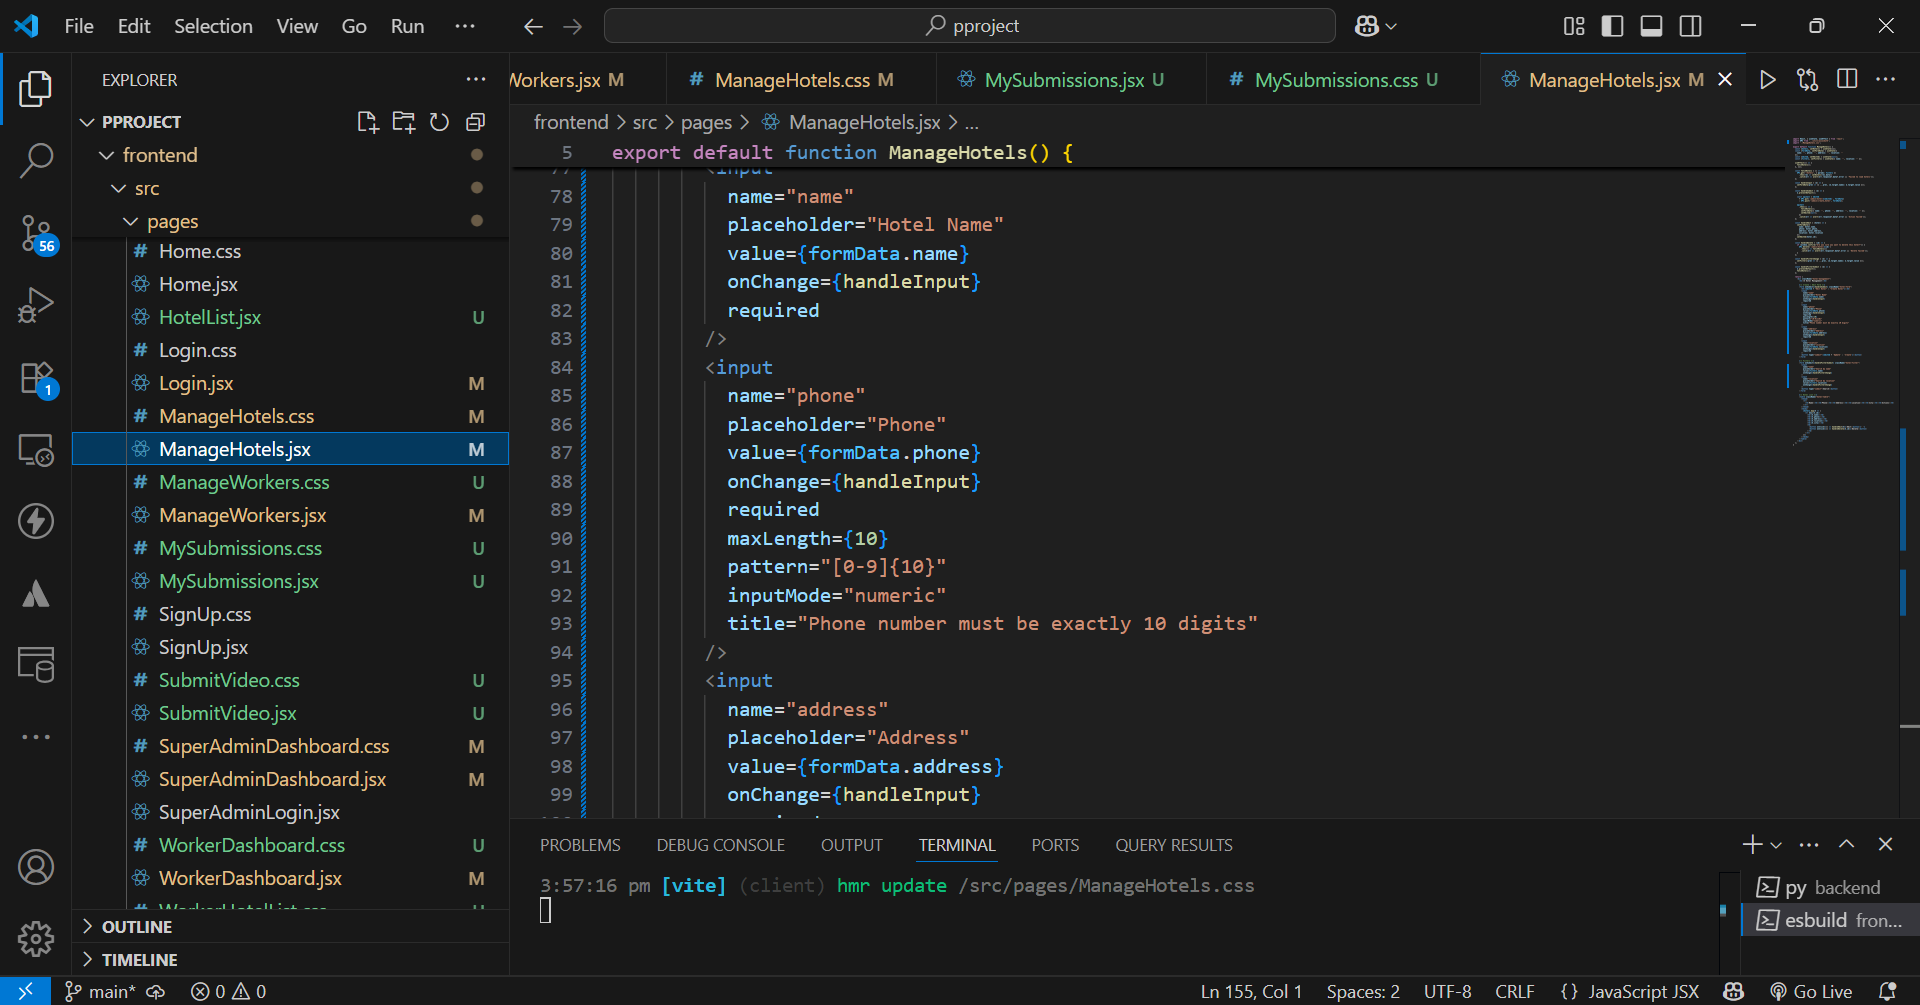 File Edit Selection View Go Run ... pproject
EXPLORER ...
PPROJECT
frontend
src
pages
# Home.css
Home.jsx
HotelList.jsx U
# Login.css
Login.jsx M
# ManageHotels.css M
ManageHotels.jsx M
# ManageWorkers.css U
ManageWorkers.jsx M
# MySubmissions.css U
MySubmissions.jsx U
# SignUp.css
SignUp.jsx
# SubmitVideo.css U
SubmitVideo.jsx U
# SuperAdminDashboard.css M
SuperAdminDashboard.jsx M
SuperAdminLogin.jsx
# WorkerDashboard.css U
WorkerDashboard.jsx M
# WorkerHotelList.css U
OUTLINE
TIMELINE
56
1
Workers.jsx M # ManageHotels.css M MySubmissions.jsx U # MySubmissions.css U ManageHotels.jsx M
frontend > src > pages > ManageHotels.jsx > ...
5 export default function ManageHotels() {
77 <input
78 name="name"
79 placeholder="Hotel Name"
80 value={formData.name}
81 onChange={handleInput}
82 required
83 />
84 <input
85 name="phone"
86 placeholder="Phone"
87 value={formData.phone}
88 onChange={handleInput}
89 required
90 maxLength={10}
91 pattern="[0-9]{10}"
92 inputMode="numeric"
93 title="Phone number must be exactly 10 digits"
94 />
95 <input
96 name="address"
97 placeholder="Address"
98 value={formData.address}
99 onChange={handleInput}
PROBLEMS DEBUG CONSOLE OUTPUT TERMINAL PORTS QUERY RESULTS
3:57:16 pm [vite] (client) hmr update /src/pages/ManageHotels.css
py backend
esbuild fron...
main* 0 0 Ln 155, Col 1 Spaces: 2 UTF-8 CRLF {} JavaScript JSX Go Live